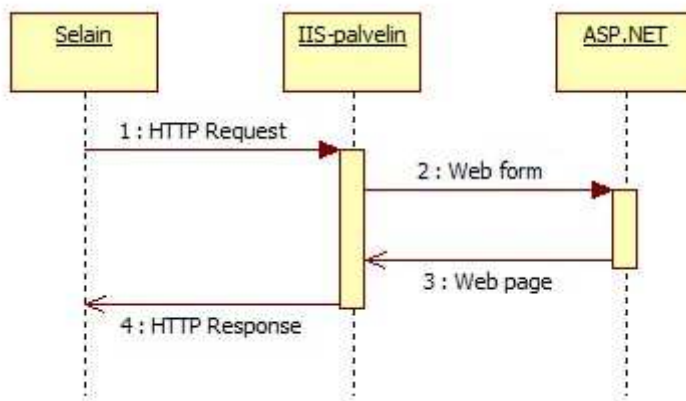 Selain
IIS-palvelin
ASP.NET
1 : HTTP Request
2 : Web form
3 : Web page
4 : HTTP Response